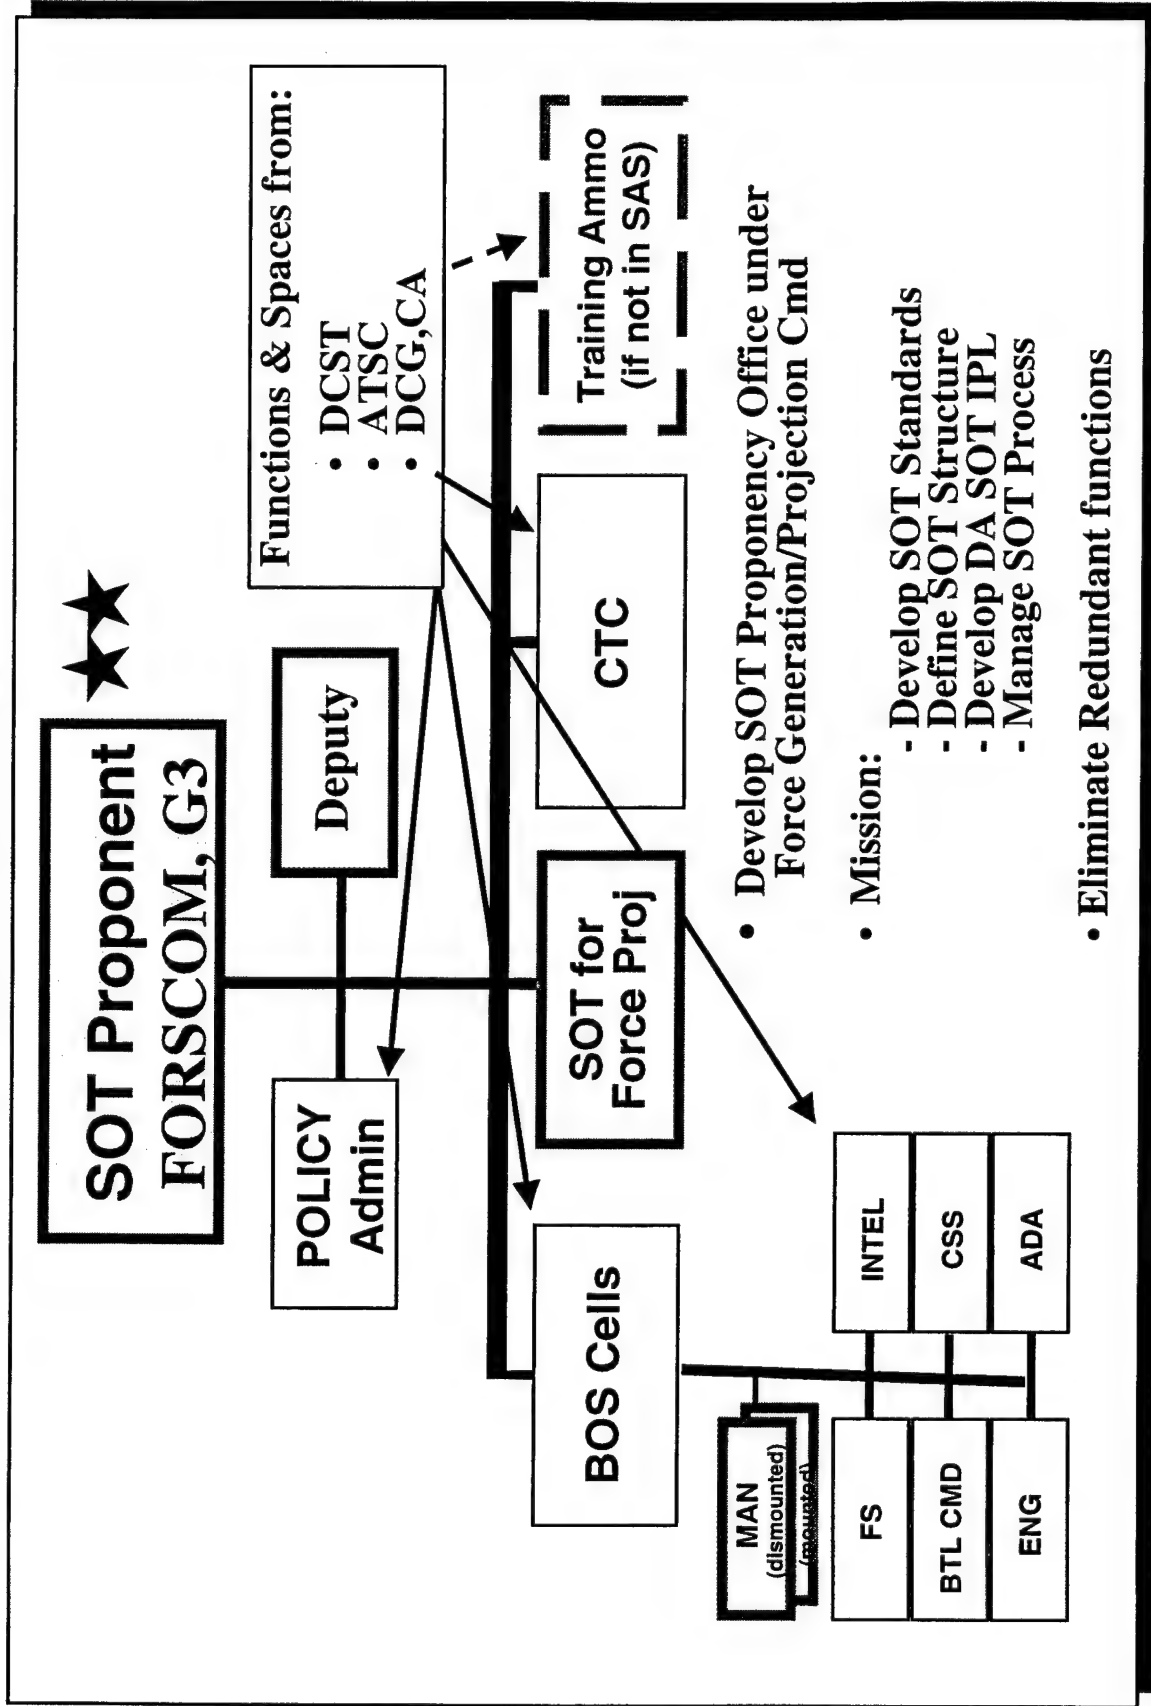 SOT Proponent
FORSCOM, G3
POLICY
Admin
Deputy
Functions & Spaces from:
• DCST
• ATSC
• DCG,CA
BOS Cells
SOT for
Force Proj
CTC
Training Ammo
(if not in SAS)
MAN
(dismounted)
(mounted)
FS
INTEL
BTL CMD
CSS
ENG
ADA
• Develop SOT Proponency Office under
Force Generation/Projection Cmd
• Mission:
- Develop SOT Standards
- Define SOT Structure
- Develop DA SOT IPL
- Manage SOT Process
• Eliminate Redundant functions